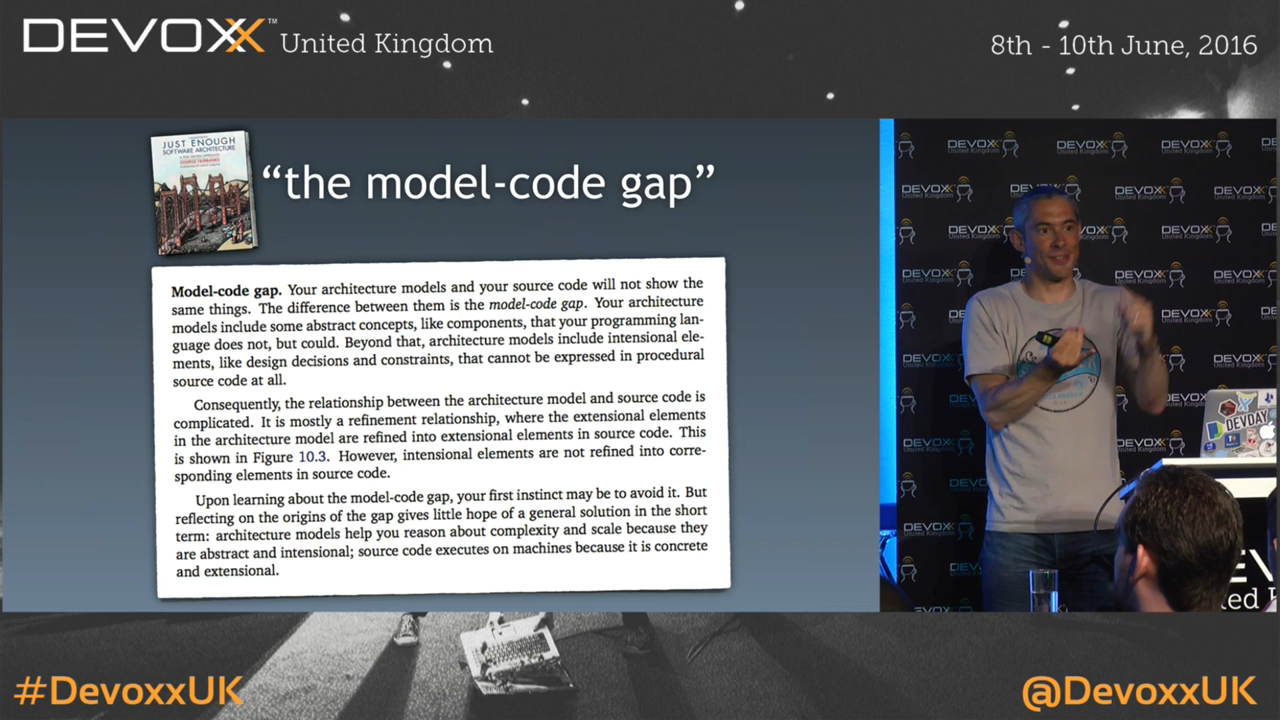 DEVOXX™ United Kingdom
8th - 10th June, 2016
JUST ENOUGH
SOFTWARE ARCHITECTURE
GEORGE FAIRBANKS
“the model-code gap”
Model-code gap. Your architecture models and your source code will not show the
same things. The difference between them is the model-code gap. Your architecture
models include some abstract concepts, like components, that your programming lan-
guage does not, but could. Beyond that, architecture models include intensional ele-
ments, like design decisions and constraints, that cannot be expressed in procedural
source code at all.
Consequently, the relationship between the architecture model and source code is
complicated. It is mostly a refinement relationship, where the extensional elements
in the architecture model are refined into extensional elements in source code. This
is shown in Figure 10.3. However, intensional elements are not refined into corre-
sponding elements in source code.
Upon learning about the model-code gap, your first instinct may be to avoid it. But
reflecting on the origins of the gap gives little hope of a general solution in the short
term: architecture models help you reason about complexity and scale because they
are abstract and intensional; source code executes on machines because it is concrete
and extensional.
DEVOXX
United Kingdom
DEVDAY
#DevoxxUK
@DevoxxUK